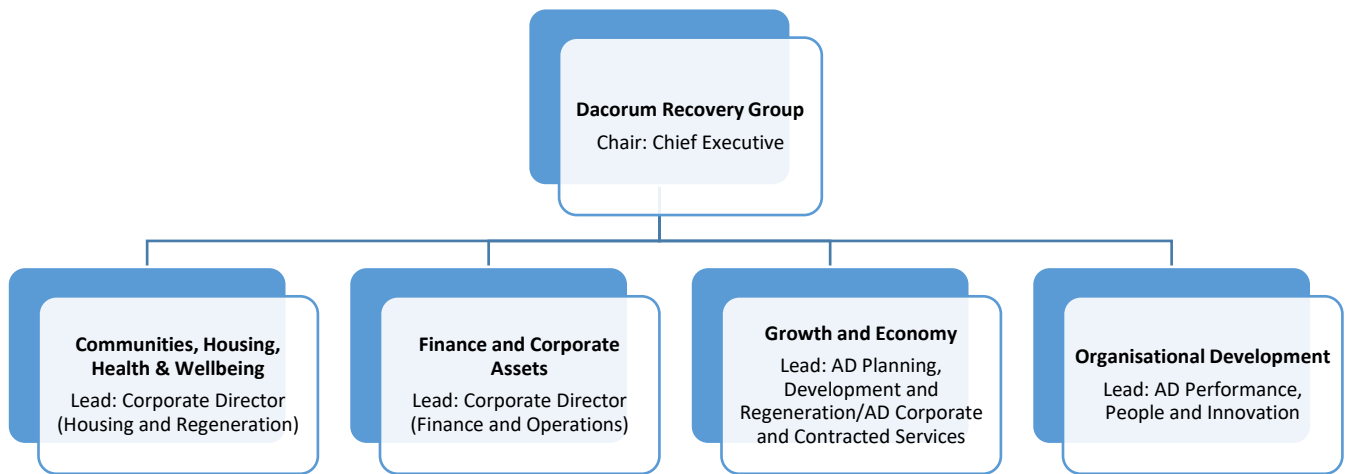 Dacorum Recovery Group
Chair: Chief Executive
Communities, Housing,
Health & Wellbeing
Lead: Corporate Director
(Housing and Regeneration)
Finance and Corporate
Assets
Lead: Corporate Director
(Finance and Operations)
Growth and Economy
Lead: AD Planning,
Development and
Regeneration/AD Corporate
and Contracted Services
Organisational Development
Lead: AD Performance,
People and Innovation